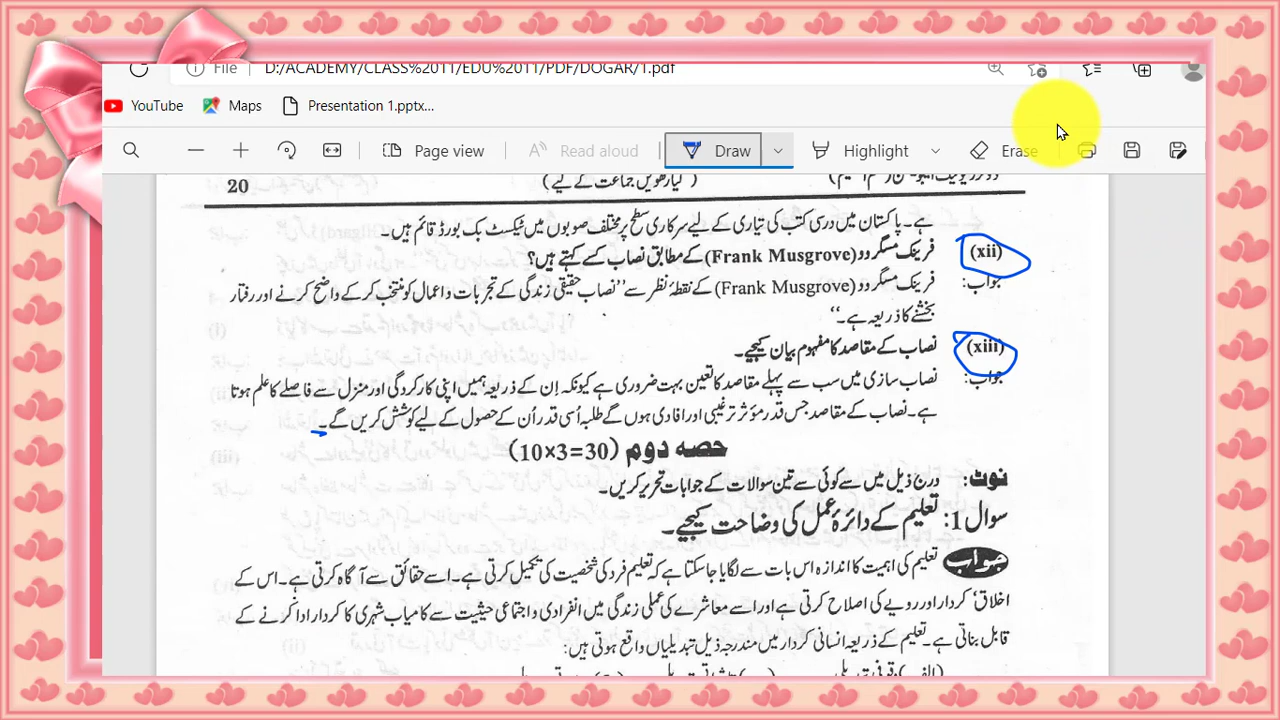 File D:/ACADEMY/CLASS%2011/EDU%2011/PDF/DOGAR/1.pdf
YouTube Maps Presentation 1.pptx...
Page view Read aloud Draw Highlight Erase
20 (گیارھویں جماعت کے لیے)
ہے۔ پاکستان میں درسی کتب کی تیاری کے لیے سرکاری سطح پر مختلف صوبوں میں ٹیکسٹ بک بورڈ قائم ہیں۔
(xii) فرینک مسگروو (Frank Musgrove) کے مطابق نصاب کسے کہتے ہیں؟
جواب: فرینک مسگروو (Frank Musgrove) کے نقطۂ نظر سے ’’نصاب حقیقی زندگی کے تجربات و اعمال کو منتخب کر کے واضح کرنے اور رفتار
بخشنے کا ذریعہ ہے۔‘‘
(xiii) نصاب کے مقاصد کا مفہوم بیان کیجیے۔
جواب: نصاب سازی میں سب سے پہلے مقاصد کا تعین بہت ضروری ہے کیونکہ اِن کے ذریعہ ہمیں اپنی کارکردگی اور منزل سے فاصلے کا علم ہوتا
ہے۔ نصاب کے مقاصد جس قدر مؤثر ترغیبی اور افادی ہوں گے طلبہ اُسی قدر اُن کے حصول کے لیے کوشش کریں گے۔
حصہ دوم (10×3=30)
نوٹ: درج ذیل میں سے کوئی سے تین سوالات کے جوابات تحریر کریں۔
سوال 1: تعلیم کے دائرۂ عمل کی وضاحت کیجیے۔
جواب تعلیم کی اہمیت کا اندازہ اس بات سے لگایا جا سکتا ہے کہ تعلیم فرد کی شخصیت کی تکمیل کرتی ہے۔ اسے حقائق سے آگاہ کرتی ہے۔ اس کے
اخلاق‘ کردار اور رویے کی اصلاح کرتی ہے اور اسے معاشرے کی عملی زندگی میں انفرادی و اجتماعی حیثیت سے کامیاب شہری کا کردار ادا کرنے کے
قابل بناتی ہے۔ تعلیم کے ذریعہ انسانی کردار میں مندرجہ ذیل تبدیلیاں واقع ہوتی ہیں:
(الف) وقوفی تبدیلی